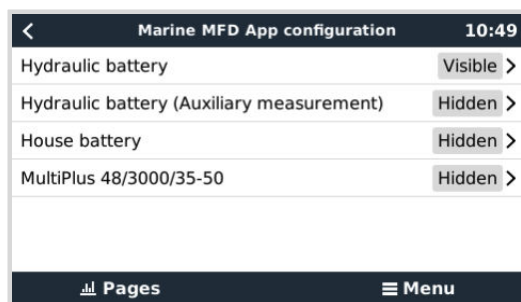 Marine MFD App configuration 10:49
Hydraulic battery Visible
Hydraulic battery (Auxiliary measurement) Hidden
House battery Hidden
MultiPlus 48/3000/35-50 Hidden
Pages Menu